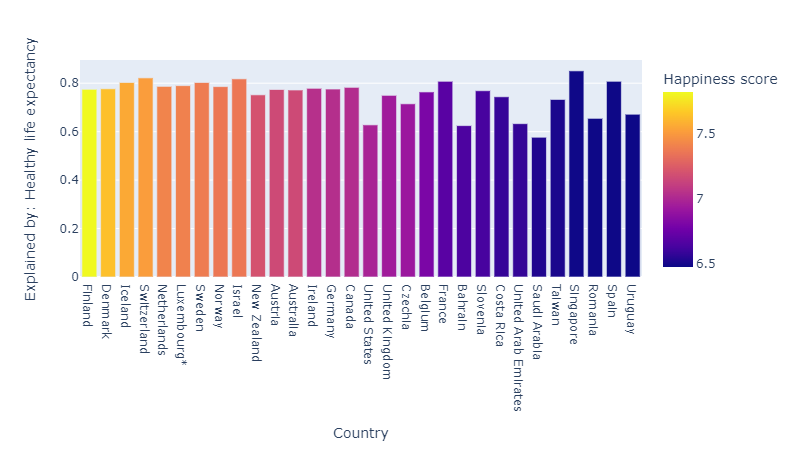 Happiness score
Explained by: Healthy life expectancy
0.8
0.6
0.4
0.2
0
7.5
7
6.5
Finland
Denmark
Iceland
Switzerland
Netherlands
Luxembourg*
Sweden
Norway
Israel
New Zealand
Austria
Australia
Ireland
Germany
Canada
United States
United Kingdom
Czechia
Belgium
France
Bahrain
Slovenia
Costa Rica
United Arab Emirates
Saudi Arabia
Taiwan
Singapore
Romania
Spain
Uruguay
Country